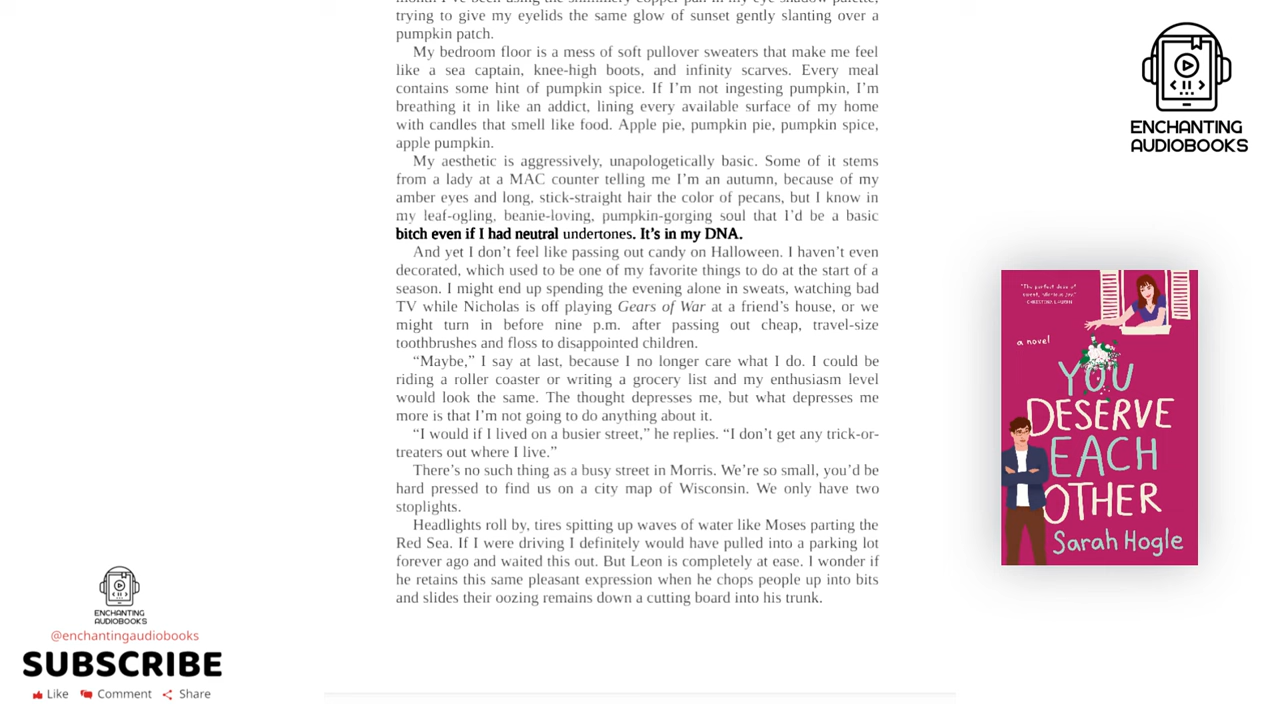 month I've been using the shimmery copper pan in my eye shadow palette,
trying to give my eyelids the same glow of sunset gently slanting over a
pumpkin patch.
My bedroom floor is a mess of soft pullover sweaters that make me feel
like a sea captain, knee-high boots, and infinity scarves. Every meal
contains some hint of pumpkin spice. If I'm not ingesting pumpkin, I'm
breathing it in like an addict, lining every available surface of my home
with candles that smell like food. Apple pie, pumpkin pie, pumpkin spice,
apple pumpkin.
My aesthetic is aggressively, unapologetically basic. Some of it stems
from a lady at a MAC counter telling me I'm an autumn, because of my
amber eyes and long, stick-straight hair the color of pecans, but I know in
my leaf-ogling, beanie-loving, pumpkin-gorging soul that I'd be a basic
bitch even if I had neutral undertones. It's in my DNA.
And yet I don't feel like passing out candy on Halloween. I haven't even
decorated, which used to be one of my favorite things to do at the start of a
season. I might end up spending the evening alone in sweats, watching bad
TV while Nicholas is off playing Gears of War at a friend's house, or we
might turn in before nine p.m. after passing out cheap, travel-size
toothbrushes and floss to disappointed children.
“Maybe,” I say at last, because I no longer care what I do. I could be
riding a roller coaster or writing a grocery list and my enthusiasm level
would look the same. The thought depresses me, but what depresses me
more is that I'm not going to do anything about it.
“I would if I lived on a busier street,” he replies. “I don't get any trick-or-
treaters out where I live.”
There's no such thing as a busy street in Morris. We're so small, you'd be
hard pressed to find us on a city map of Wisconsin. We only have two
stoplights.
Headlights roll by, tires spitting up waves of water like Moses parting the
Red Sea. If I were driving I definitely would have pulled into a parking lot
forever ago and waited this out. But Leon is completely at ease. I wonder if
he retains this same pleasant expression when he chops people up into bits
and slides their oozing remains down a cutting board into his trunk.
ENCHANTING
AUDIOBOOKS
a novel
YOU
DESERVE
EACH
OTHER
Sarah Hogle
ENCHANTING
AUDIOBOOKS
@enchantingaudiobooks
SUBSCRIBE
Like Comment Share